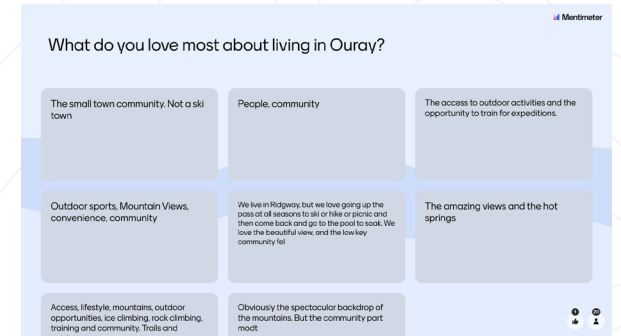 Mentimeter
What do you love most about living in Ouray?
The small town community. Not a ski
town
People, community
The access to outdoor activities and the
opportunity to train for expeditions.
Outdoor sports, Mountain Views,
convenience, community
We live in Ridgway, but we love going up the
pass at all seasons to ski or hike or picnic and
then come back and go to the pool to soak. We
love the beautiful view, and the low key
community fel
The amazing views and the hot
springs
Access, lifestyle, mountains, outdoor
opportunities, ice climbing, rock climbing,
training and community. Trails and
Obviously the spectacular backdrop of
the mountains. But the community part
modt